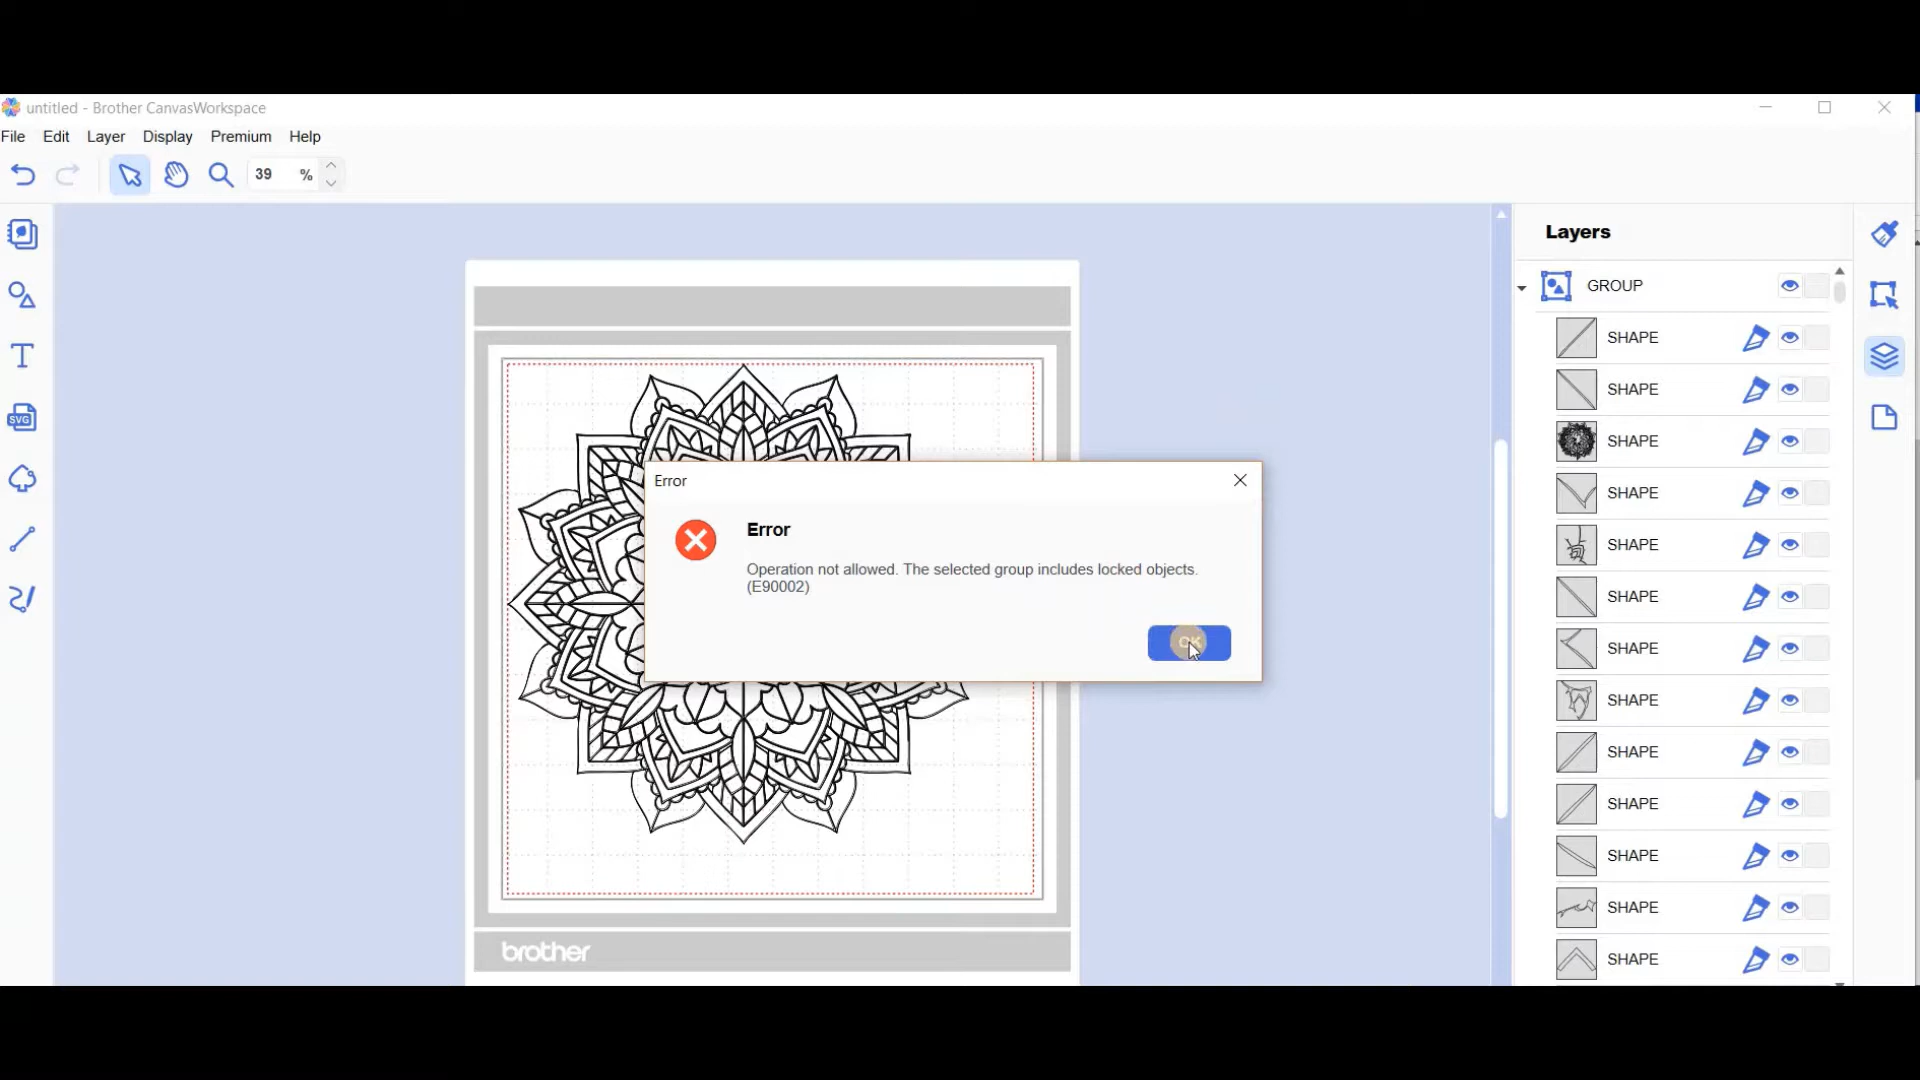 untitled - Brother CanvasWorkspace
File Edit Layer Display Premium Help
39 %
Layers
GROUP
SHAPE
SHAPE
SHAPE
SHAPE
SHAPE
SHAPE
SHAPE
SHAPE
SHAPE
SHAPE
SHAPE
SHAPE
SHAPE
SVG
Error
Error
Operation not allowed. The selected group includes locked objects.
(E90002)
OK
brother